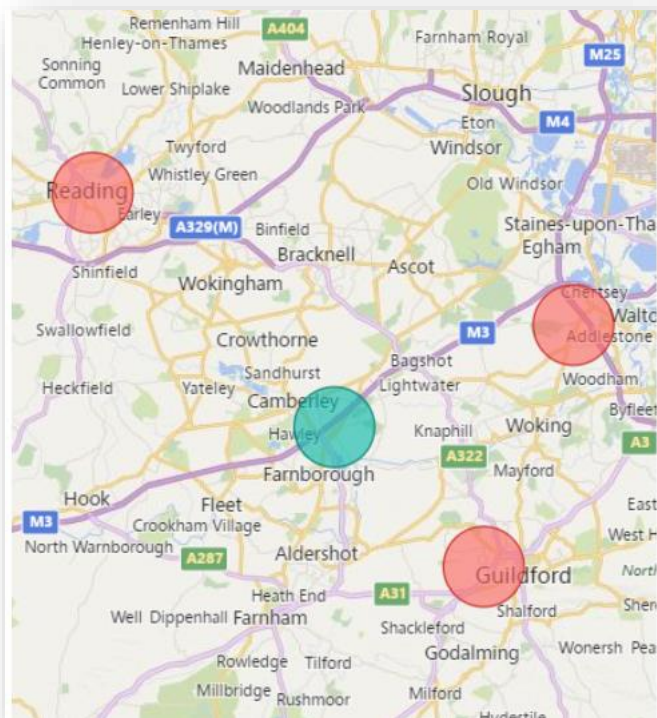 Remenham Hill
A404
Farnham Royal
Henley-on-Thames
M25
Sonning
Common
Maidenhead
Lower Shiplake
Slough
Woodlands Park
Eton
M4
Twyford
Windsor
Whistley Green
Reading
Old Windsor
Earley
A329(M)
Binfield
Staines-upon-Tha
Egham
Bracknell
Shinfield
Ascot
Wokingham
Chertsey
Walto
Swallowfield
M3
Crowthorne
Addlestone
Bagshot
Sandhurst
Heckfield
Yateley
Lightwater
Woodham
Camberley
Byfleet
Hawley
Knaphill
Woking
A3
A322
Farnborough
Mayford
Hook
Fleet
East
M3
Crookham Village
West H
North Warnborough
A287
Aldershot
Guildford
North
Heath End
A31
Shalford
Sher
Well
Dippenhall
Farnham
Shackleford
Godalming
Wonersh
Pea
Rowledge
Tilford
Millbridge
Rushmoor
Milford
Hydestile